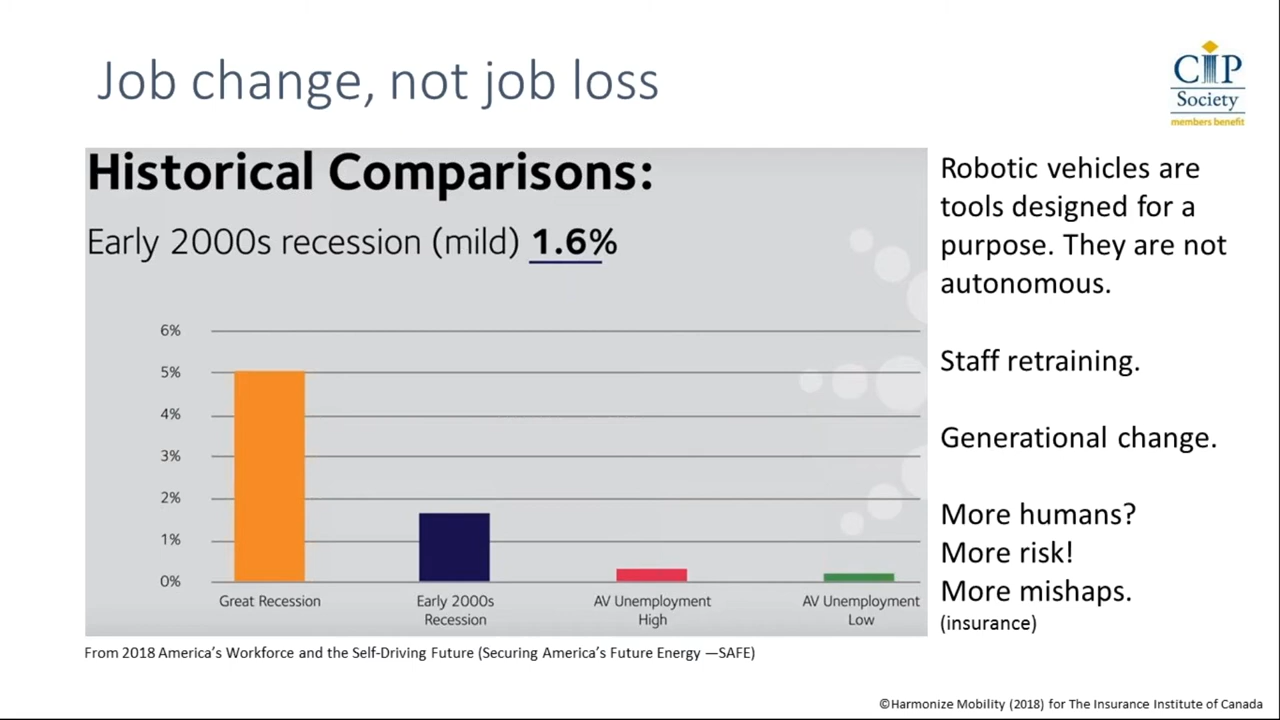 Job change, not job loss
CIP
Society
members benefit
Historical Comparisons:
Early 2000s recession (mild) 1.6%
6%
5%
4%
3%
2%
1%
0%
Great Recession
Early 2000s
Recession
AV Unemployment
High
AV Unemployment
Low
From 2018 America's Workforce and the Self-Driving Future (Securing America's Future Energy —SAFE)
Robotic vehicles are
tools designed for a
purpose. They are not
autonomous.
Staff retraining.
Generational change.
More humans?
More risk!
More mishaps.
(insurance)
©Harmonize Mobility (2018) for The Insurance Institute of Canada